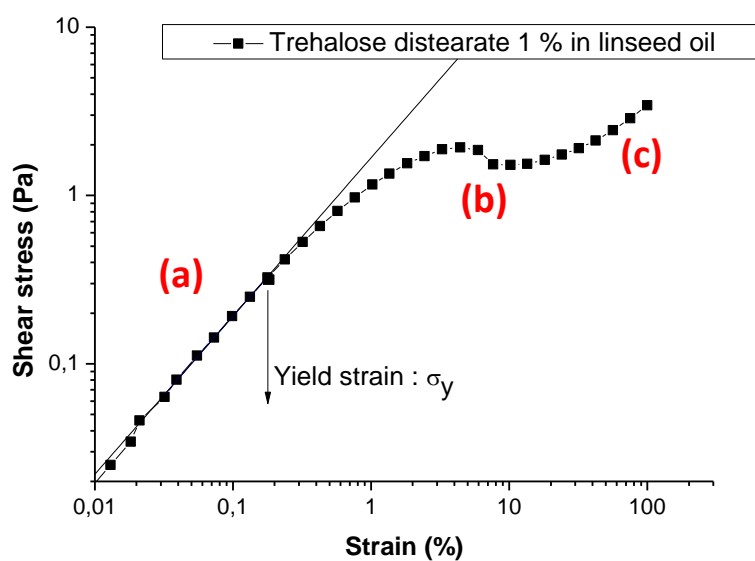 Trehalose distearate 1 % in linseed oil
10
1
0,1
Shear stress (Pa)
(a)
(b)
(c)
Yield strain : σy
0,01
0,1
1
10
100
Strain (%)